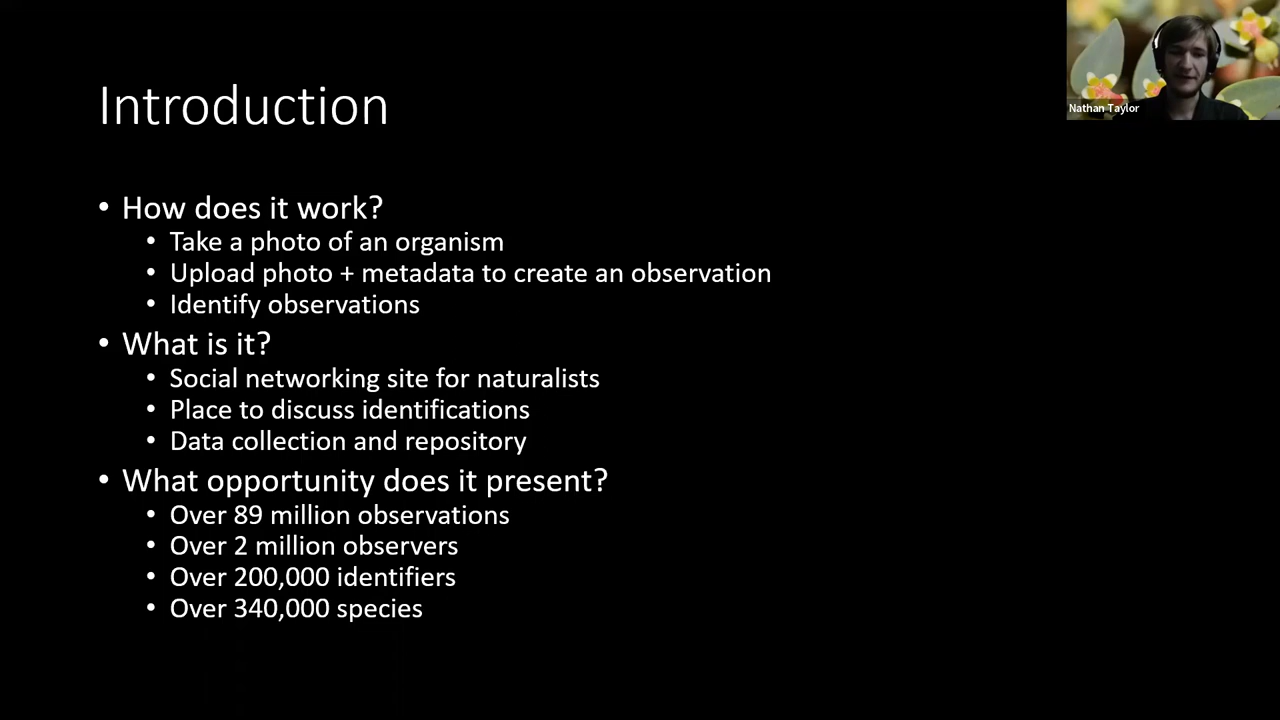 Introduction
Nathan Taylor
• How does it work?
• Take a photo of an organism
• Upload photo + metadata to create an observation
• Identify observations
• What is it?
• Social networking site for naturalists
• Place to discuss identifications
• Data collection and repository
• What opportunity does it present?
• Over 89 million observations
• Over 2 million observers
• Over 200,000 identifiers
• Over 340,000 species